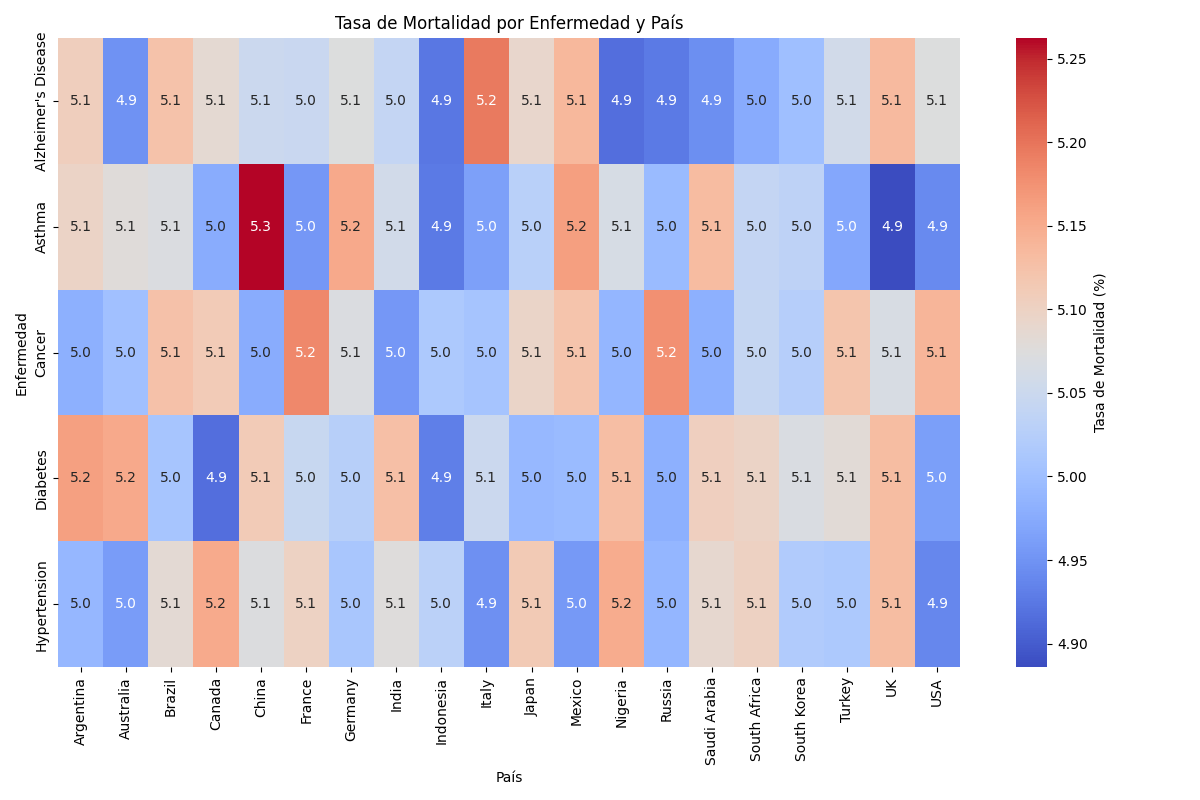 Tasa de Mortalidad por Enfermedad y País
Enfermedad
Alzheimer's Disease 5.1 4.9 5.1 5.1 5.1 5.0 5.1 5.0 4.9 5.2 5.1 5.1 4.9 4.9 4.9 5.0 5.0 5.1 5.1 5.1
Asthma 5.1 5.1 5.1 5.0 5.3 5.0 5.2 5.1 4.9 5.0 5.0 5.2 5.1 5.0 5.1 5.0 5.0 5.0 4.9 4.9
Cancer 5.0 5.0 5.1 5.1 5.0 5.2 5.1 5.0 5.0 5.0 5.1 5.1 5.0 5.2 5.0 5.0 5.0 5.1 5.1 5.1
Diabetes 5.2 5.2 5.0 4.9 5.1 5.0 5.0 5.1 4.9 5.1 5.0 5.0 5.1 5.0 5.1 5.1 5.1 5.1 5.1 5.0
Hypertension 5.0 5.0 5.1 5.2 5.1 5.1 5.0 5.1 5.0 4.9 5.1 5.0 5.2 5.0 5.1 5.1 5.0 5.0 5.1 4.9
Argentina Australia Brazil Canada China France Germany India Indonesia Italy Japan Mexico Nigeria Russia Saudi Arabia South Africa South Korea Turkey UK USA
País
5.25
5.20
5.15
5.10
5.05
5.00
4.95
4.90
Tasa de Mortalidad (%)